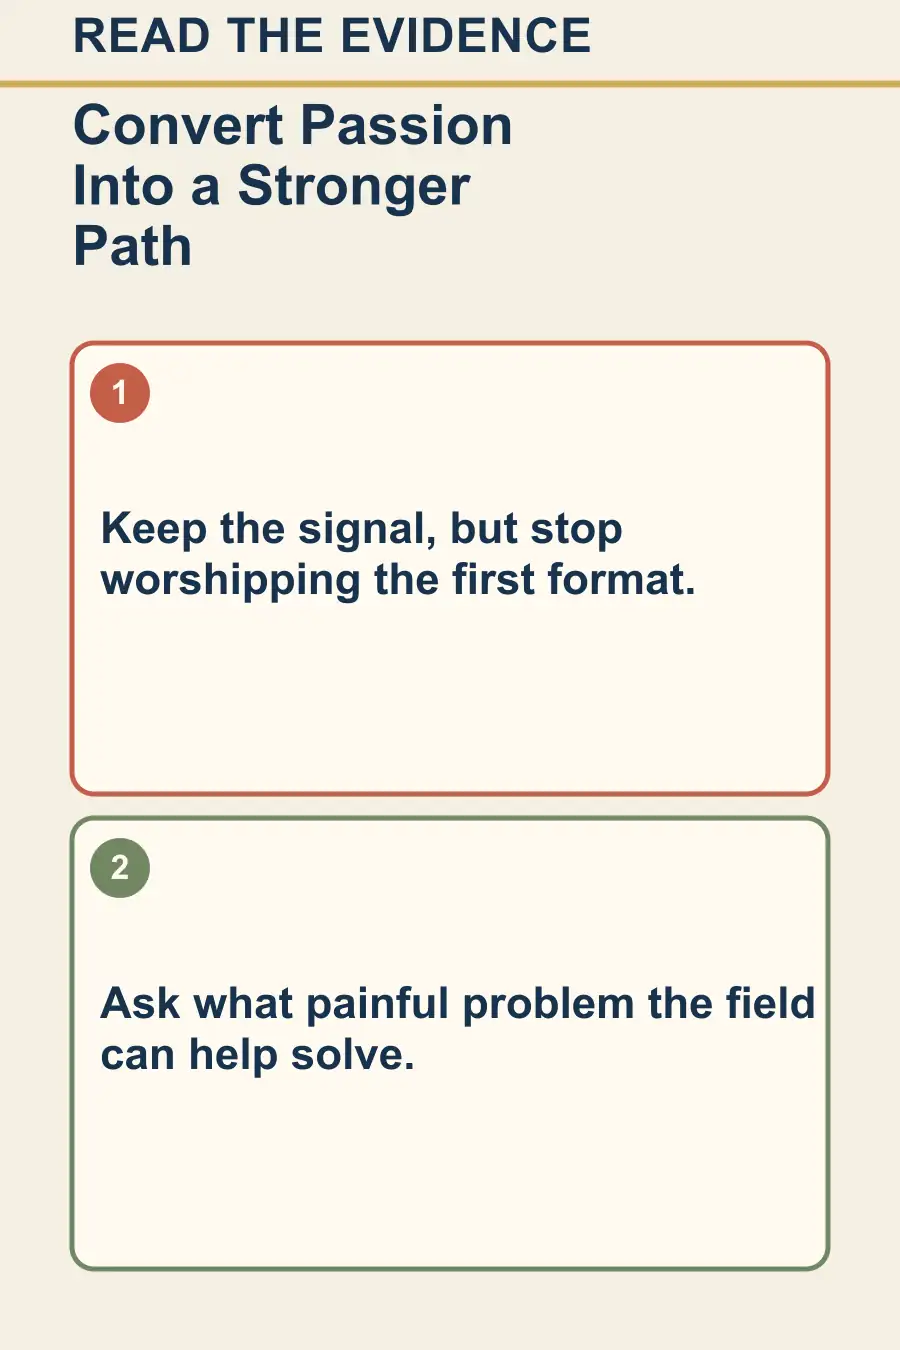 READ THE EVIDENCE
Convert Passion
Into a Stronger
Path
1
Keep the signal, but stop
worshipping the first format.
2
Ask what painful problem the field
can help solve.